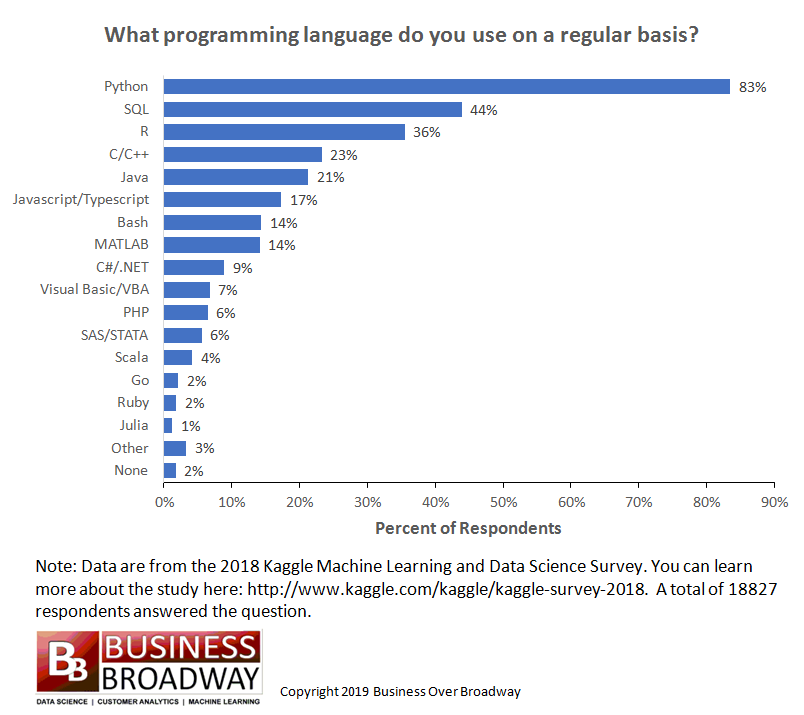 What programming language do you use on a regular basis?
Python 83%
SQL 44%
R 36%
C/C++ 23%
Java 21%
Javascript/Typescript 17%
Bash 14%
MATLAB 14%
C#/.NET 9%
Visual Basic/VBA 7%
PHP 6%
SAS/STATA 6%
Scala 4%
Go 2%
Ruby 2%
Julia 1%
Other 3%
None 2%
0% 10% 20% 30% 40% 50% 60% 70% 80% 90%
Percent of Respondents
Note: Data are from the 2018 Kaggle Machine Learning and Data Science Survey. You can learn
more about the study here: http://www.kaggle.com/kaggle/kaggle-survey-2018. A total of 18827
respondents answered the question.
BB BUSINESS
BROADWAY
DATA SCIENCE | CUSTOMER ANALYTICS | MACHINE LEARNING
Copyright 2019 Business Over Broadway